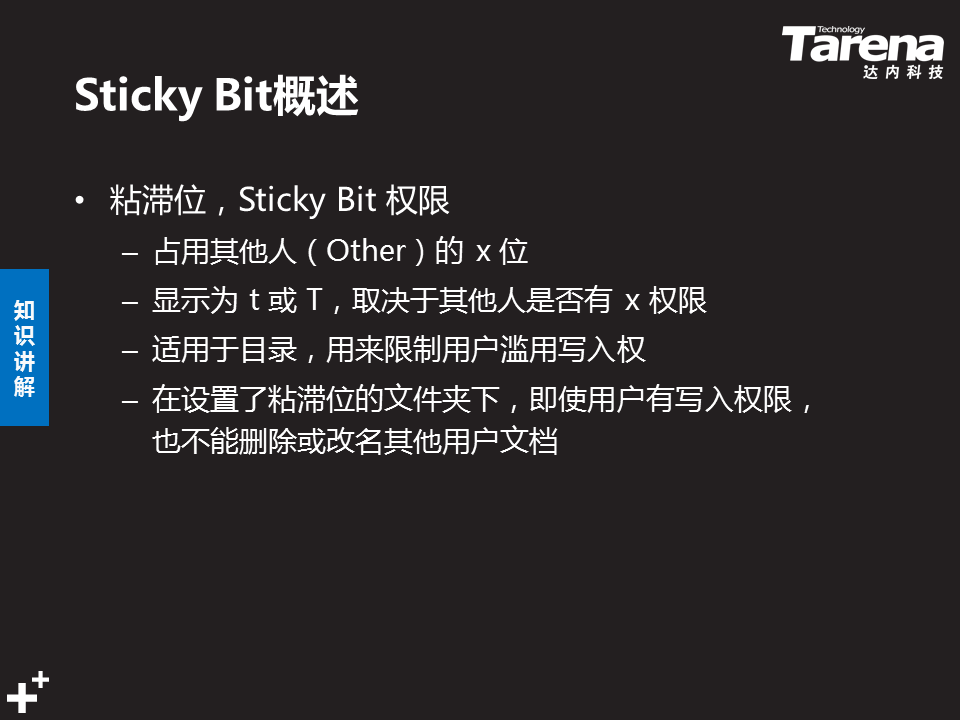 Technology
Tarena
达内科技
Sticky Bit概述
• 粘滞位，Sticky Bit 权限
– 占用其他人（Other）的 x 位
– 显示为 t 或 T，取决于其他人是否有 x 权限
– 适用于目录，用来限制用户滥用写入权
– 在设置了粘滞位的文件夹下，即使用户有写入权限，
也不能删除或改名其他用户文档
知
识
讲
解